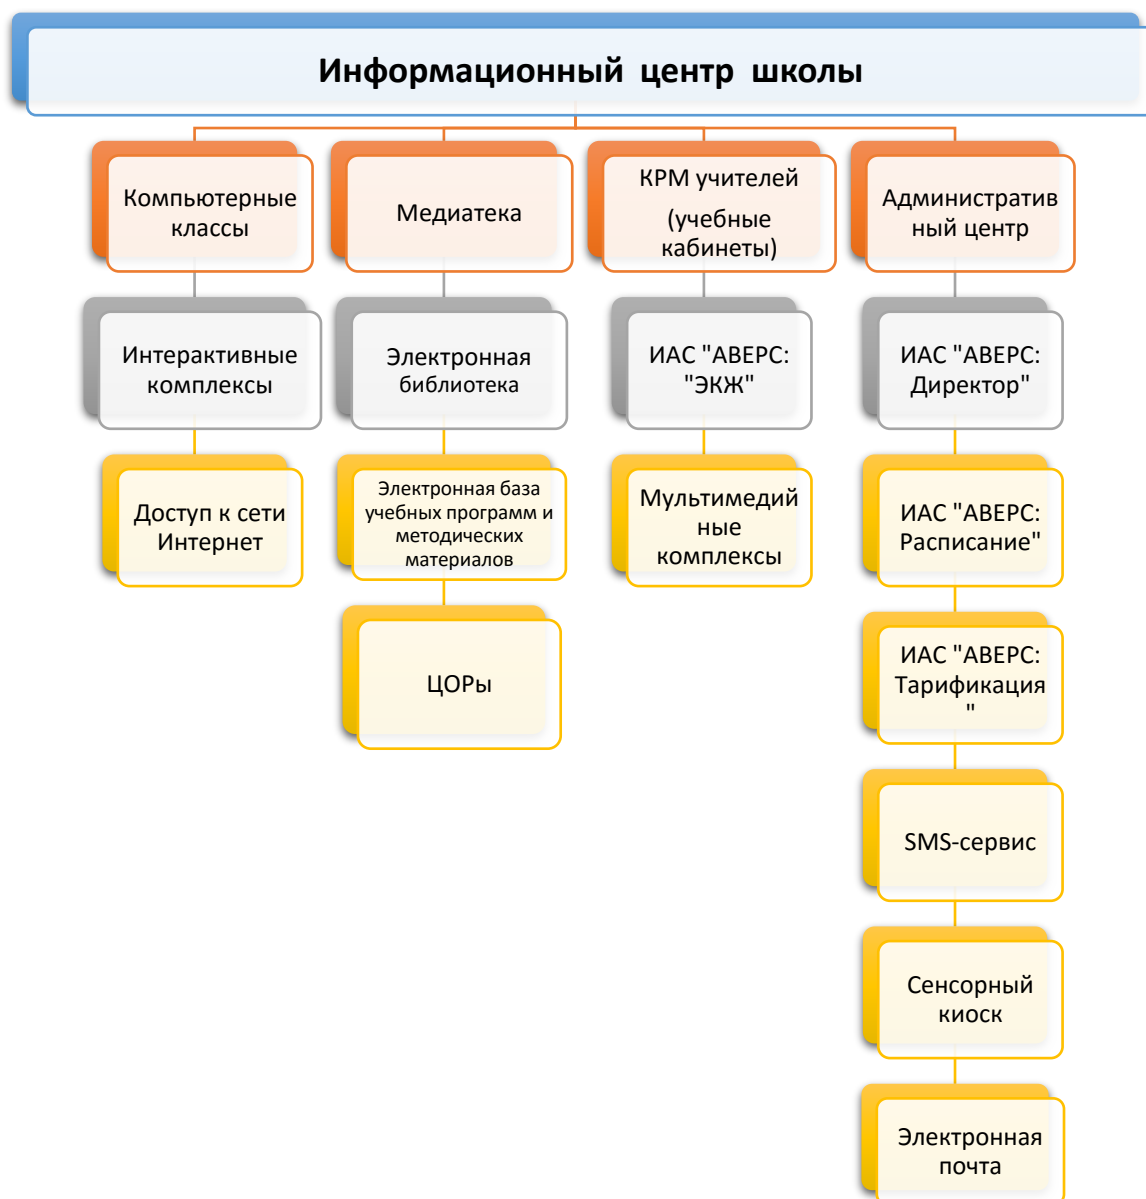 Информационный центр школы
Компьютерные
классы
Медиатека
КРМ учителей
(учебные
кабинеты)
Административ
ный центр
Интерактивные
комплексы
Электронная
библиотека
ИАС "АВЕРС:
"ЭКЖ"
ИАС "АВЕРС:
Директор"
Доступ к сети
Интернет
Электронная база
учебных программ и
методических
материалов
Мультимедий
ные
комплексы
ИАС "АВЕРС:
Расписание"
ЦОРы
ИАС "АВЕРС:
Тарификация
"
SMS-сервис
Сенсорный
киоск
Электронная
почта